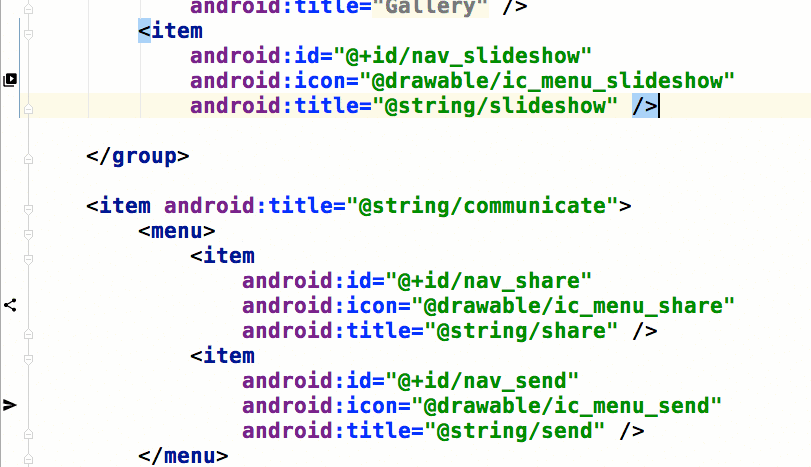 android:title="Gallery" />
<item
android:id="@+id/nav_slideshow"
android:icon="@drawable/ic_menu_slideshow"
android:title="@string/slideshow" />
</group>
<item android:title="@string/communicate">
<menu>
<item
android:id="@+id/nav_share"
android:icon="@drawable/ic_menu_share"
android:title="@string/share" />
<item
android:id="@+id/nav_send"
android:icon="@drawable/ic_menu_send"
android:title="@string/send" />
</menu>